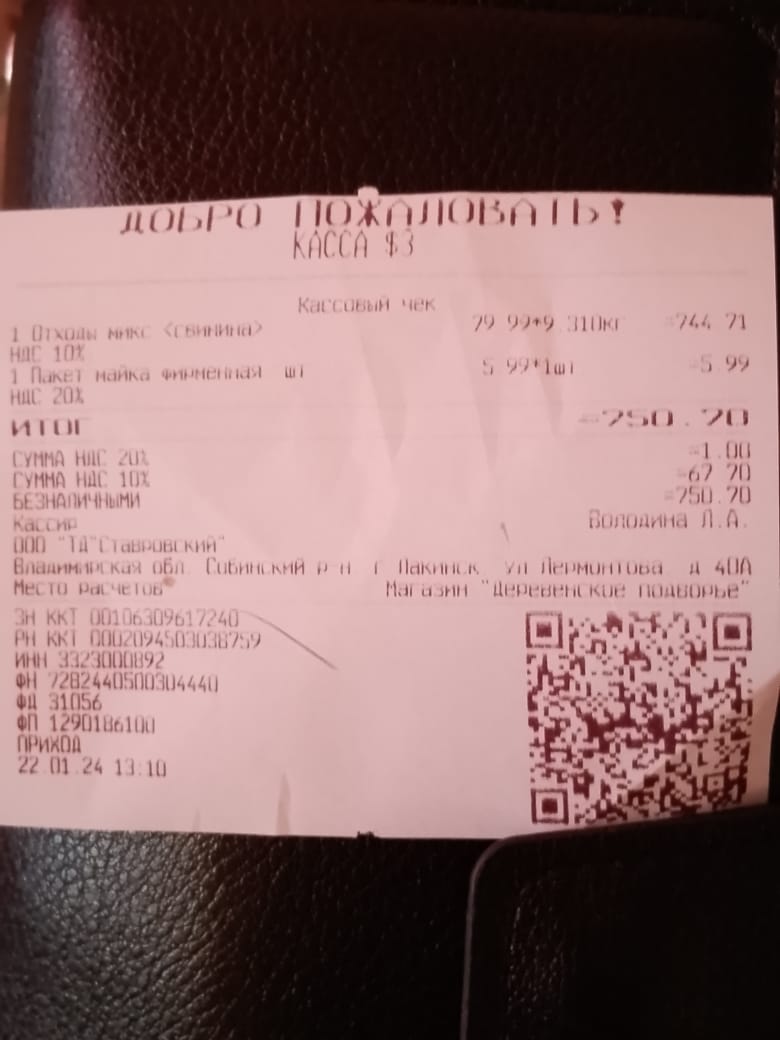 ДОБРО ПОЖАЛОВАТЬ!
КАССА $3
Кассовый чек
1 Отходы микс <свинина> 79.99*9.310кг =744.71
НДС 10%
1 Пакет майка фирменная шт 5.99*1шт =5.99
НДС 20%
ИТОГ =750.70
СУММА НДС 20% =1.00
СУММА НДС 10% =67.70
БЕЗНАЛИЧНЫМИ =750.70
Кассир Володина Л.А.
ООО "ТД"Ставровский"
Владимирская обл. Собинский р-н г Лакинск ул Лермонтова д 40А
Место расчетов Магазин "Деревенское подворье"
ЗН ККТ 00106309617240
РН ККТ 0002094503038759
ИНН 3323000892
ФН 7282440500304440
ФД 31056
ФП 1290186100
ПРИХОД
22.01.24 13:10